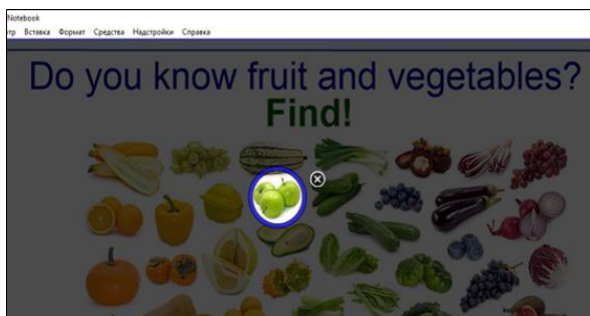 Notebook
тр Вставка Формат Средства Надстройки Справка
Do you know fruit and vegetables?
Find!